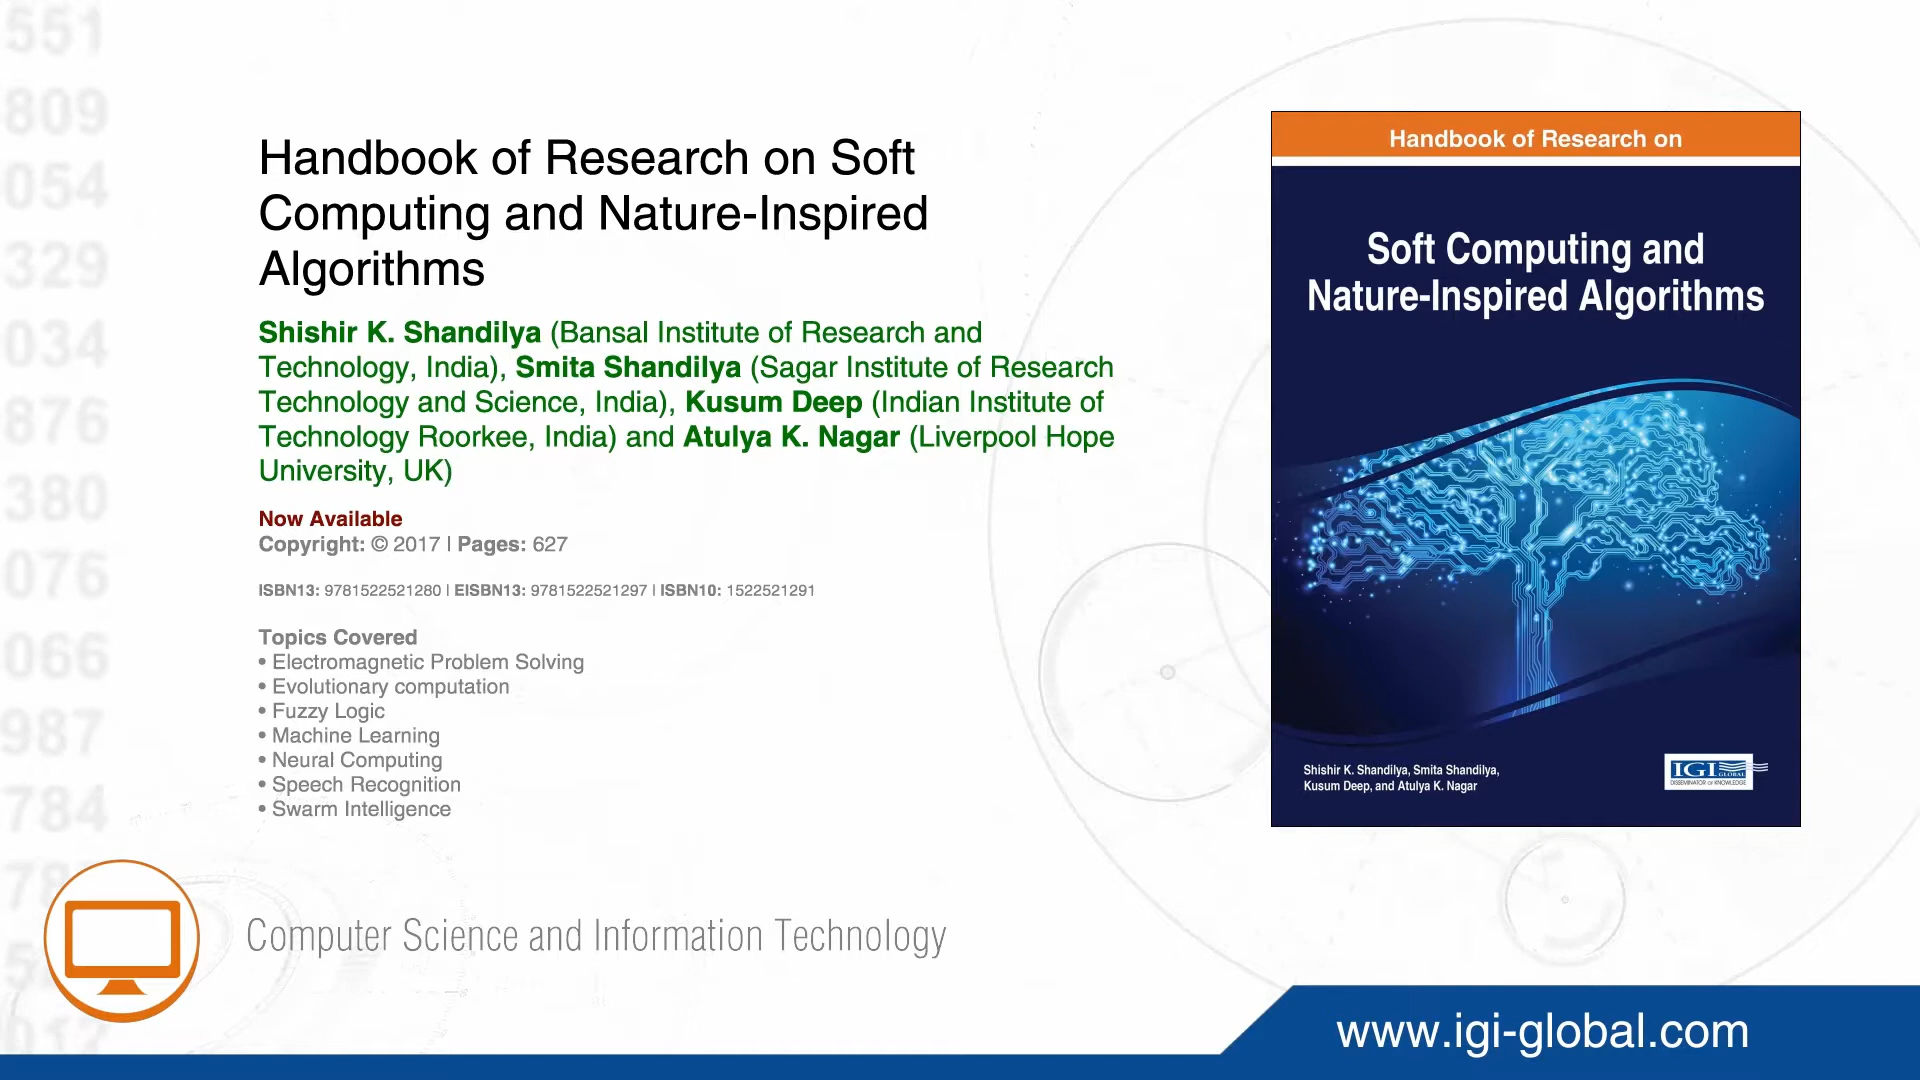 Handbook of Research on Soft
Computing and Nature-Inspired
Algorithms
Shishir K. Shandilya (Bansal Institute of Research and
Technology, India), Smita Shandilya (Sagar Institute of Research
Technology and Science, India), Kusum Deep (Indian Institute of
Technology Roorkee, India) and Atulya K. Nagar (Liverpool Hope
University, UK)
Now Available
Copyright: © 2017 | Pages: 627
ISBN13: 9781522521280 | EISBN13: 9781522521297 | ISBN10: 1522521291
Topics Covered
• Electromagnetic Problem Solving
• Evolutionary computation
• Fuzzy Logic
• Machine Learning
• Neural Computing
• Speech Recognition
• Swarm Intelligence
Computer Science and Information Technology
Handbook of Research on
Soft Computing and
Nature-Inspired Algorithms
Shishir K. Shandilya, Smita Shandilya,
Kusum Deep, and Atulya K. Nagar
IGI GLOBAL
DISSEMINATOR OF KNOWLEDGE
www.igi-global.com
551
809
054
329
034
876
380
076
066
987
784